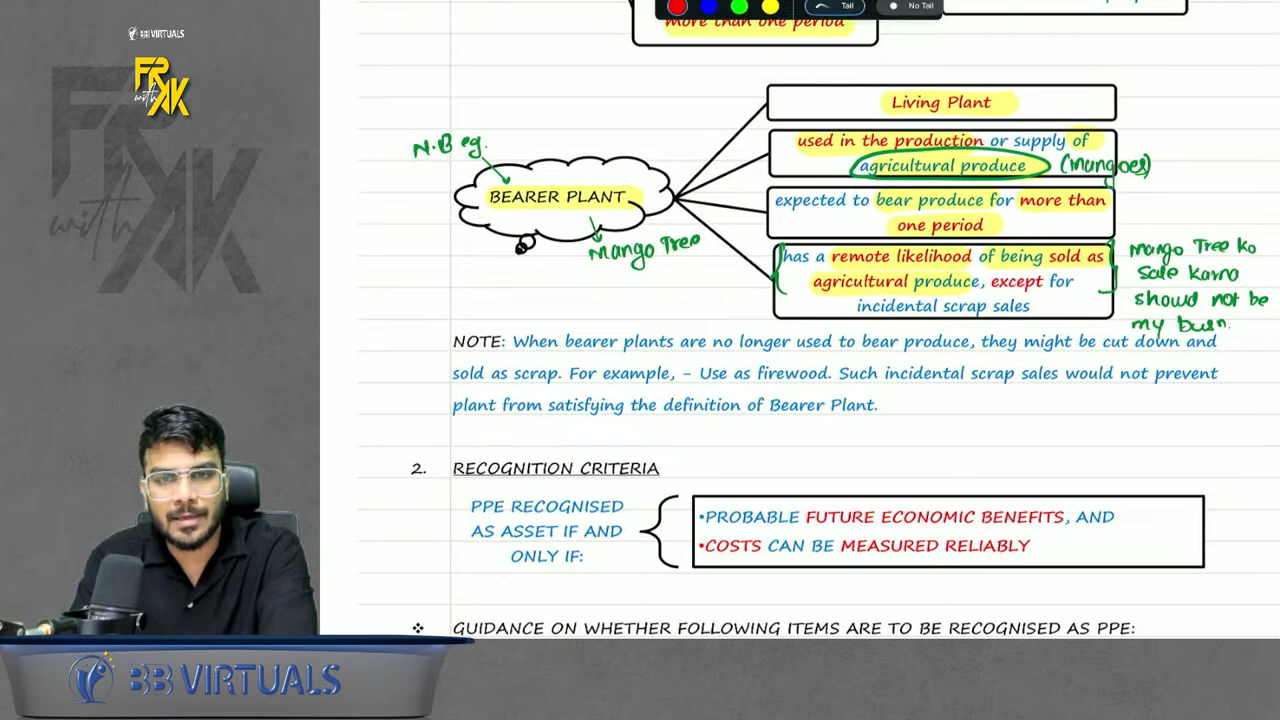 Tail
No Tail
more than one period
BB VIRTUALS
FR
with
AK
Living Plant
used in the production or supply of
agricultural produce
(Mangoes)
N.B eg.
BEARER PLANT
Mango Tree
expected to bear produce for more than
one period
has a remote likelihood of being sold as
agricultural produce, except for
incidental scrap sales
Mango Tree ko
Sale karna
should not be
my busn.
NOTE: When bearer plants are no longer used to bear produce, they might be cut down and
sold as scrap. For example, - Use as firewood. Such incidental scrap sales would not prevent
plant from satisfying the definition of Bearer Plant.
2. RECOGNITION CRITERIA
PPE RECOGNISED
AS ASSET IF AND
ONLY IF:
•PROBABLE FUTURE ECONOMIC BENEFITS, AND
•COSTS CAN BE MEASURED RELIABLY
❖ GUIDANCE ON WHETHER FOLLOWING ITEMS ARE TO BE RECOGNISED AS PPE:
BB VIRTUALS